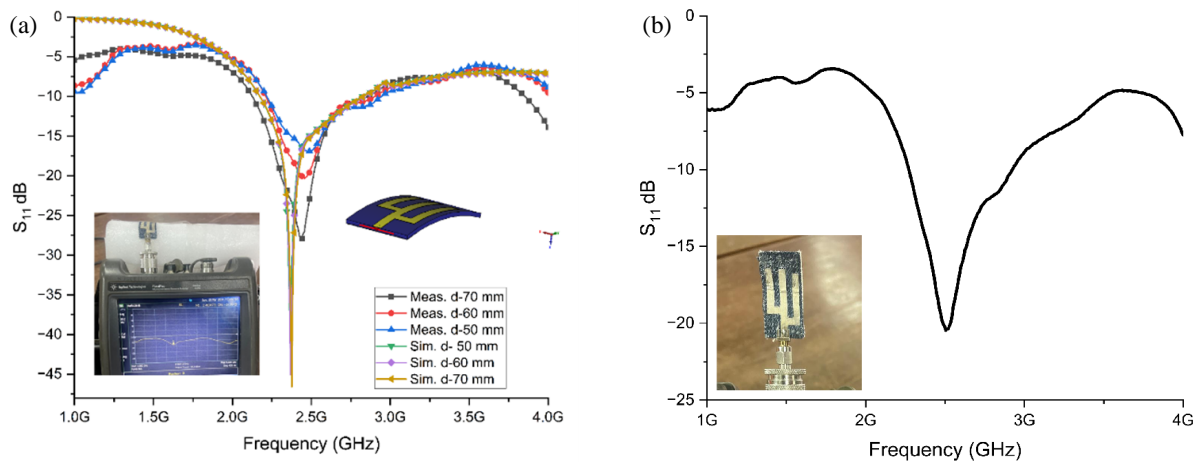 (a)
0
−5
−10
−15
−20
−25
−30
−35
−40
−45
S11 dB
Agilent Technologies
Meas. d-70 mm
Meas. d-60 mm
Meas. d-50 mm
Sim. d- 50 mm
Sim. d-60 mm
Sim. d-70 mm
1.0G 1.5G 2.0G 2.5G 3.0G 3.5G 4.0G
Frequency (GHz)
(b)
0
−5
−10
−15
−20
−25
S11 dB
1G 2G 3G 4G
Frequency (GHz)